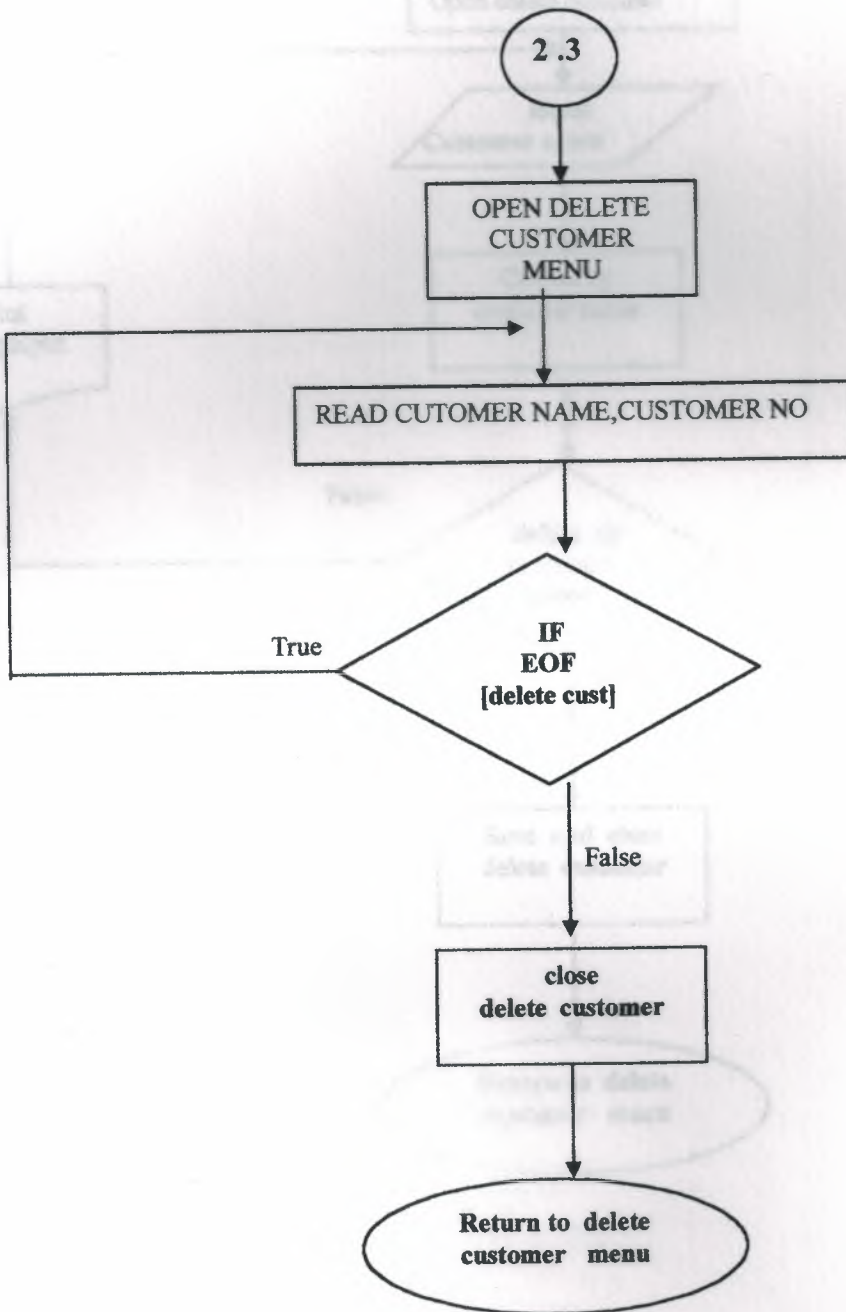 2 .3
OPEN DELETE
CUSTOMER
MENU
READ CUTOMER NAME,CUSTOMER NO
True
IF
EOF
[delete cust]
False
close
delete customer
Return to delete
customer menu